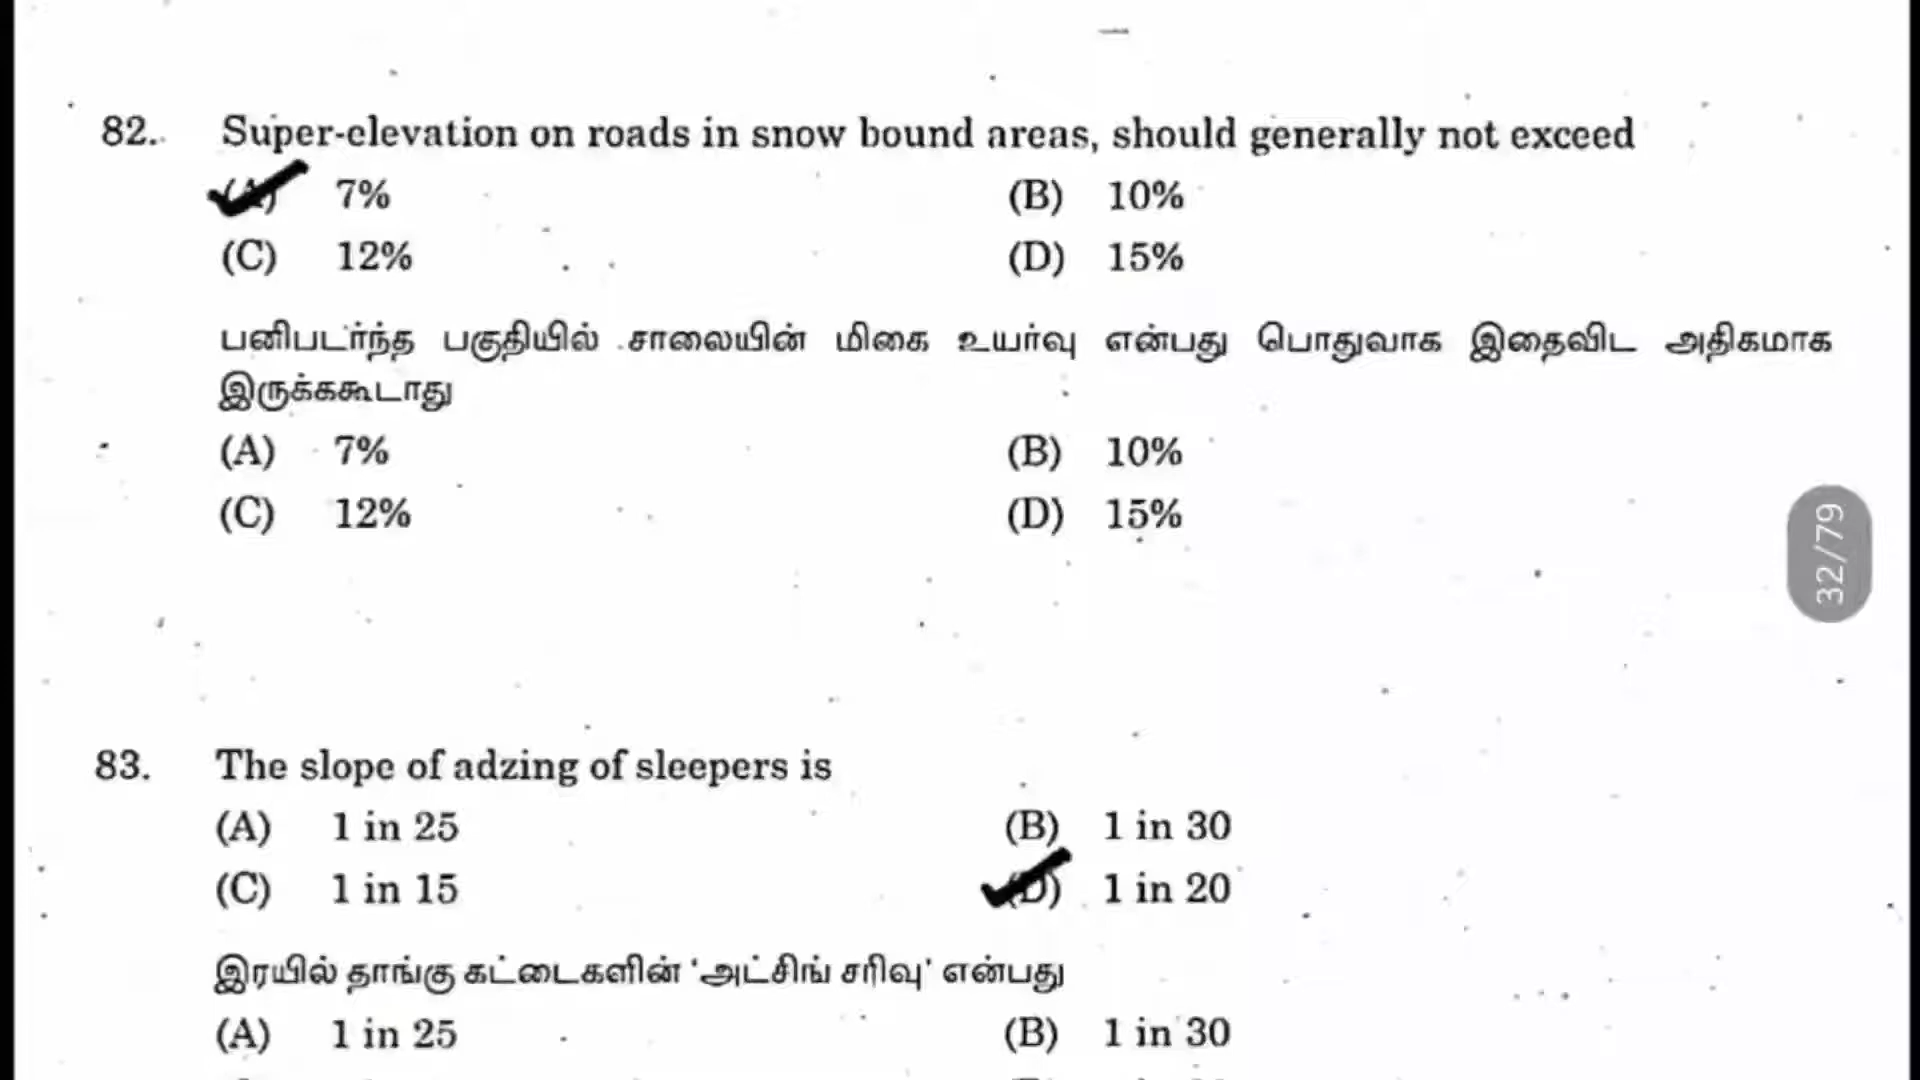 82. Super-elevation on roads in snow bound areas, should generally not exceed
(A) 7% (B) 10%
(C) 12% (D) 15%
பனிபடர்ந்த பகுதியில் சாலையின் மிகை உயர்வு என்பது பொதுவாக இதைவிட அதிகமாக
இருக்ககூடாது
(A) 7% (B) 10%
(C) 12% (D) 15%
32/79
83. The slope of adzing of sleepers is
(A) 1 in 25 (B) 1 in 30
(C) 1 in 15 (D) 1 in 20
இரயில் தாங்கு கட்டைகளின் 'அட்சிங் சரிவு' என்பது
(A) 1 in 25 (B) 1 in 30